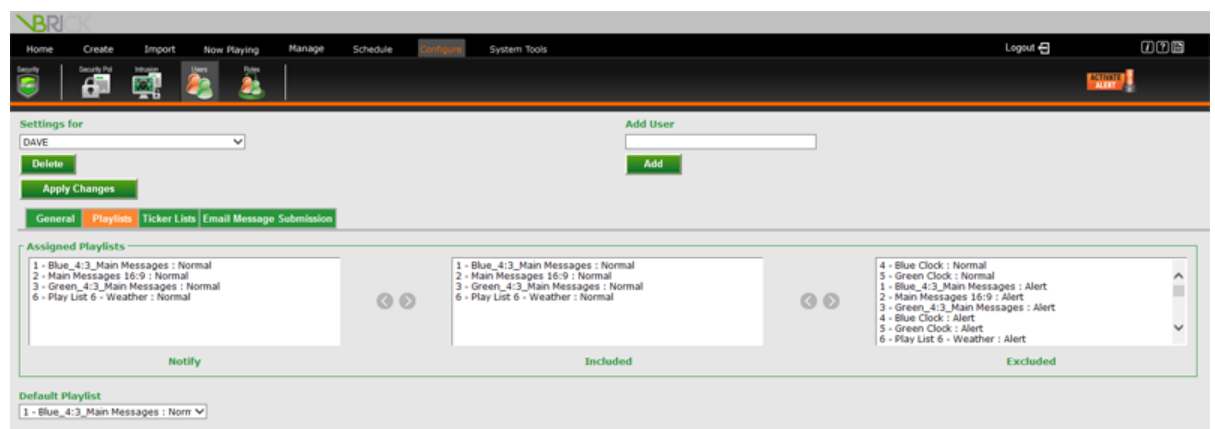 VBRICK
Home Create Import Now Playing Manage Schedule Configure System Tools Logout
Security Security Pol Intrusion Users Roles
ACTIVATE
ALERT
Settings for Add User
DAVE
Delete Add
Apply Changes
General Playlists Ticker Lists Email Message Submission
Assigned Playlists
1 - Blue_4:3_Main Messages : Normal
2 - Main Messages 16:9 : Normal
3 - Green_4:3_Main Messages : Normal
6 - Play List 6 - Weather : Normal
Notify
1 - Blue_4:3_Main Messages : Normal
2 - Main Messages 16:9 : Normal
3 - Green_4:3_Main Messages : Normal
6 - Play List 6 - Weather : Normal
Included
4 - Blue Clock : Normal
5 - Green Clock : Normal
1 - Blue_4:3_Main Messages : Alert
2 - Main Messages 16:9 : Alert
3 - Green_4:3_Main Messages : Alert
4 - Blue Clock : Alert
5 - Green Clock : Alert
6 - Play List 6 - Weather : Alert
Excluded
Default Playlist
1 - Blue_4:3_Main Messages : Norm